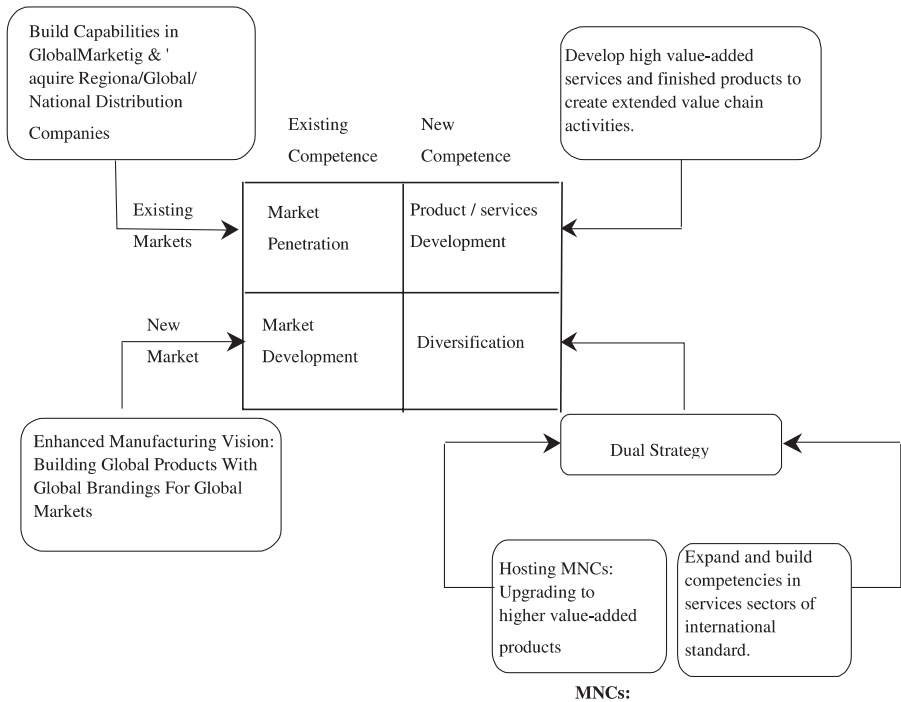 Build Capabilities in
GlobalMarketig & '
aquire Regiona/Global/
National Distribution
Companies
Develop high value-added
services and finished products to
create extended value chain
activities.
Existing
Competence
New
Competence
Existing
Markets
Market
Penetration
Product / services
Development
New
Market
Market
Development
Diversification
Enhanced Manufacturing Vision:
Building Global Products With
Global Brandings For Global
Markets
Dual Strategy
Hosting MNCs:
Upgrading to
higher value-added
products
Expand and build
competencies in
services sectors of
international
standard.
MNCs: